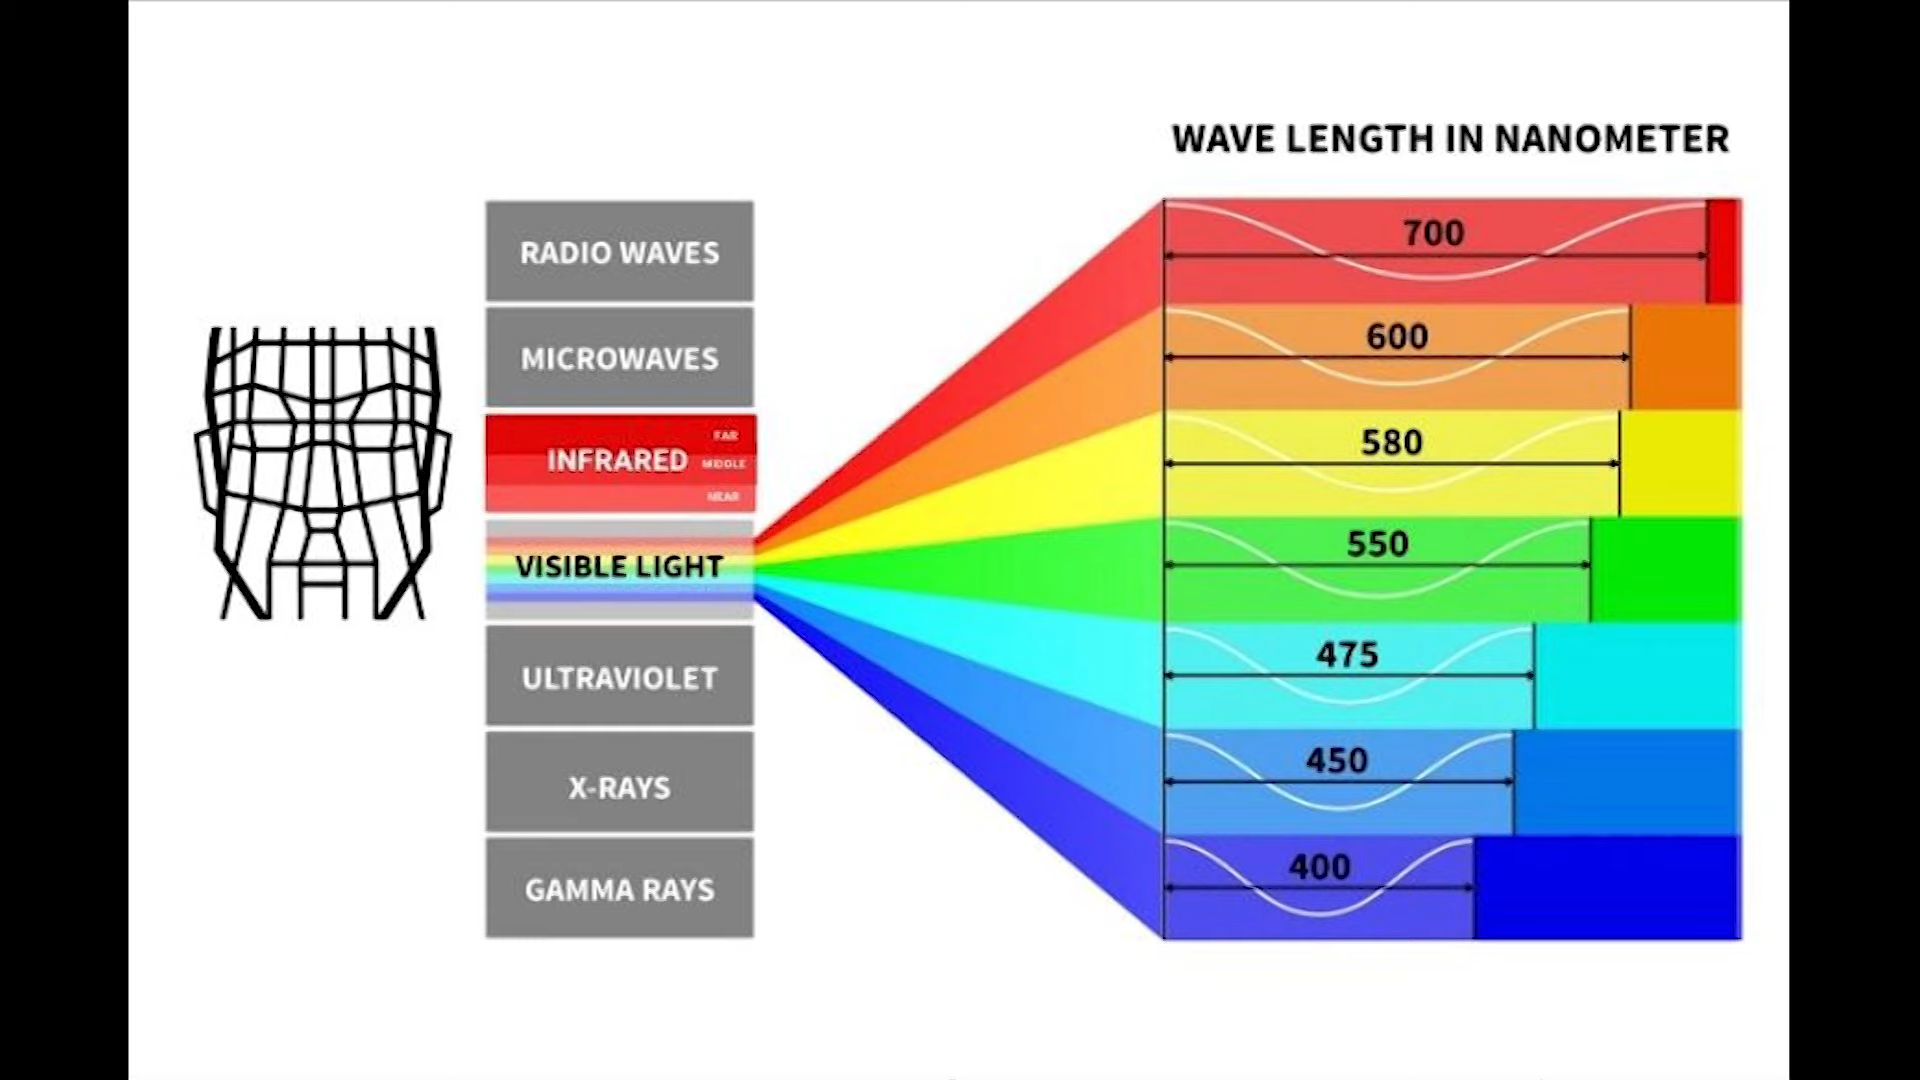 WAVE LENGTH IN NANOMETER
RADIO WAVES
MICROWAVES
INFRARED
FAR
MIDDLE
NEAR
VISIBLE LIGHT
ULTRAVIOLET
X-RAYS
GAMMA RAYS
700
600
580
550
475
450
400